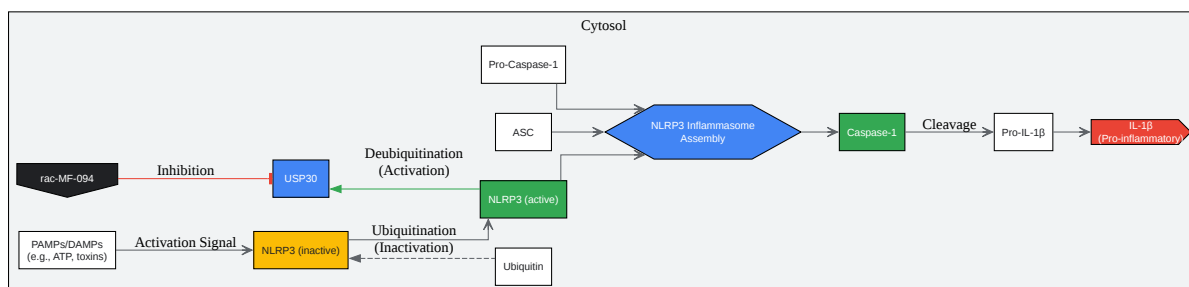 Cytosol
Pro-Caspase-1
ASC
NLRP3 Inflammasome
Assembly
Caspase-1
Cleavage
Pro-IL-1β
IL-1β
(Pro-inflammatory)
Deubiquitination
(Activation)
rac-MF-094
Inhibition
USP30
NLRP3 (active)
PAMPs/DAMPs
(e.g., ATP, toxins)
Activation Signal
NLRP3 (inactive)
Ubiquitination
(Inactivation)
Ubiquitin